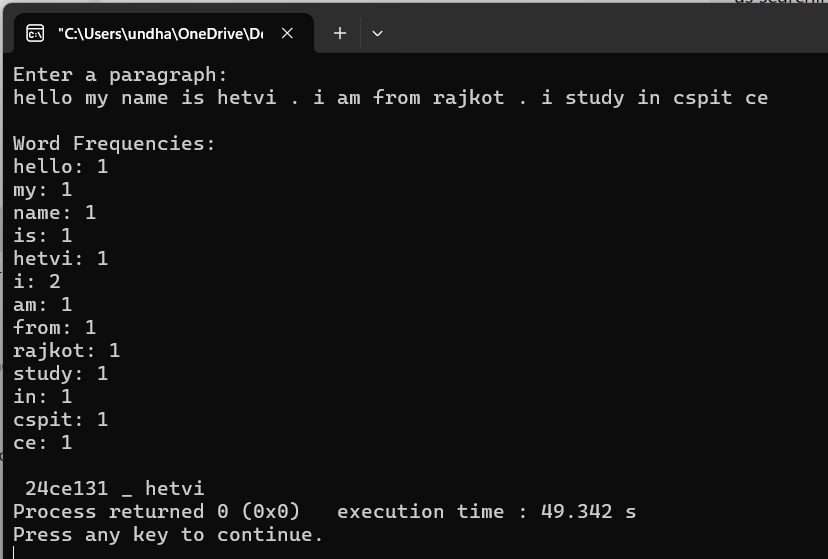 "C:\Users\undha\OneDrive\De
Enter a paragraph:
hello my name is hetvi . i am from rajkot . i study in cspit ce
Word Frequencies:
hello: 1
my: 1
name: 1
is: 1
hetvi: 1
i: 2
am: 1
from: 1
rajkot: 1
study: 1
in: 1
cspit: 1
ce: 1
24ce131 _ hetvi
Process returned 0 (0x0)   execution time : 49.342 s
Press any key to continue.